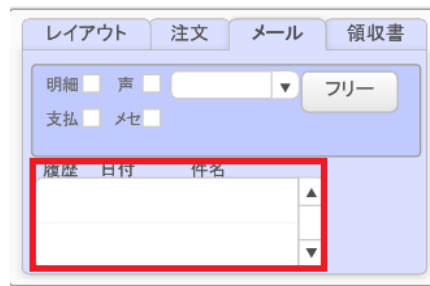 レイアウト 注文 メール 領収書
明細 声 ▼ フリー
支払 メセ
履歴 日付 件名
▲
▼